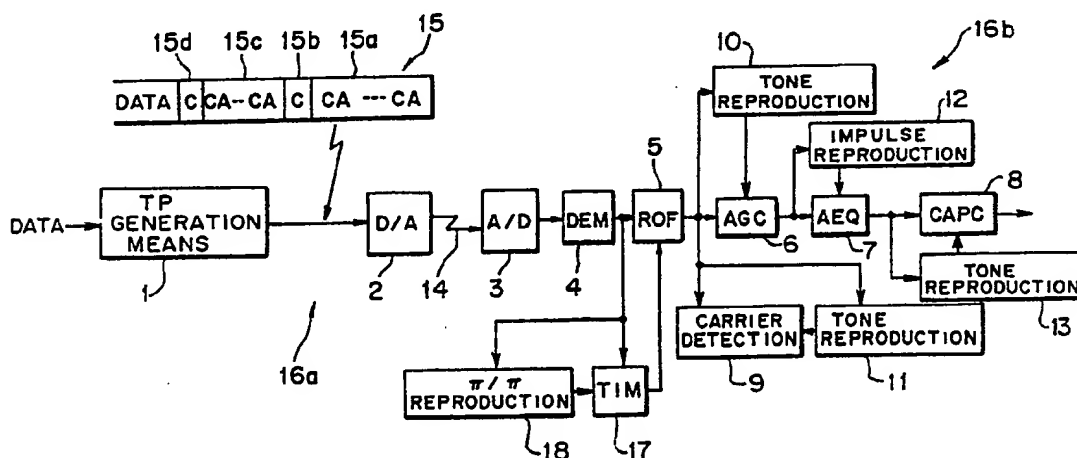 15d 15c 15b 15a 15
DATA C CA--CA C CA ---CA
10
TONE
REPRODUCTION
16b
12
IMPULSE
REPRODUCTION
5
8
DATA
TP
GENERATION
MEANS
1
D/A
2
14
A/D
3
DEM
4
ROF
AGC
6
AEQ
7
CAPC
TONE
REPRODUCTION
13
16a
CARRIER
DETECTION
9
TONE
REPRODUCTION
11
π/π
REPRODUCTION
18
TIM
17